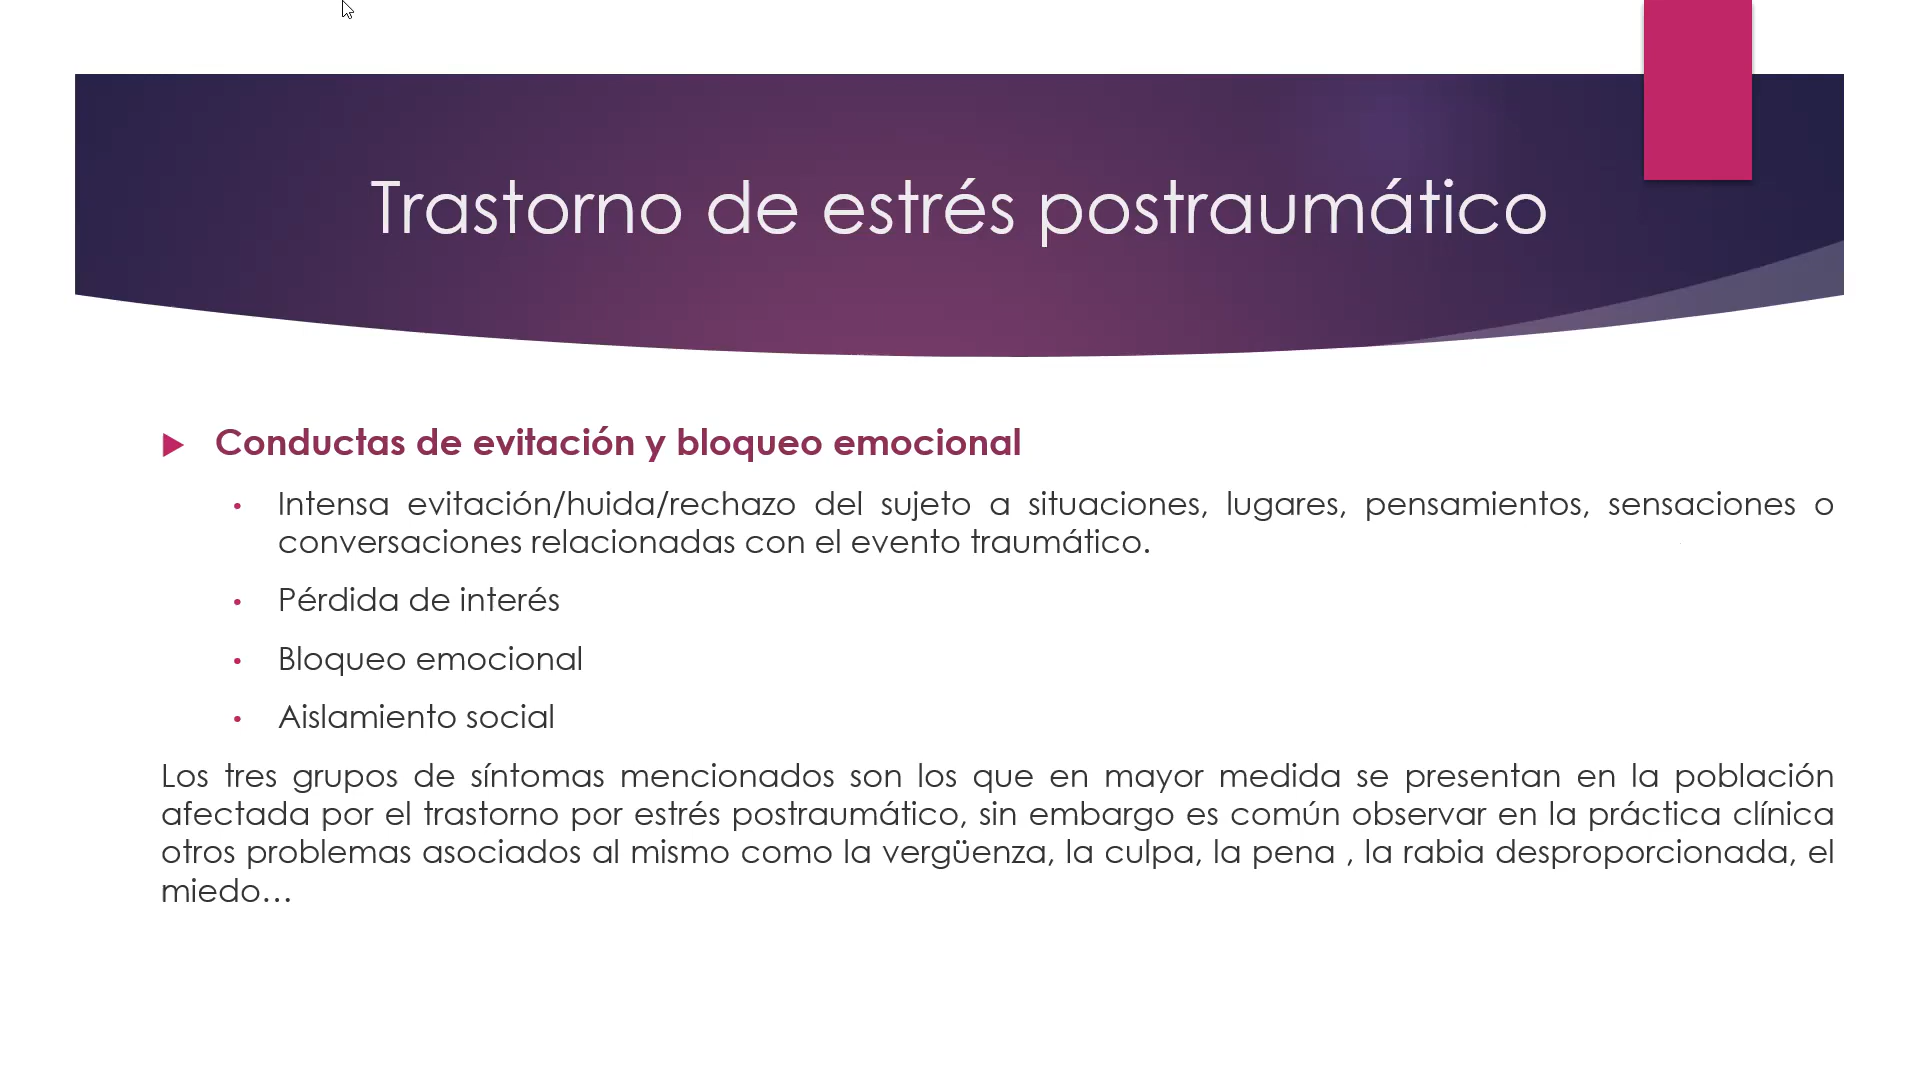 Trastorno de estrés postraumático
Conductas de evitación y bloqueo emocional
• Intensa evitación/huida/rechazo del sujeto a situaciones, lugares, pensamientos, sensaciones o
conversaciones relacionadas con el evento traumático.
• Pérdida de interés
• Bloqueo emocional
• Aislamiento social
Los tres grupos de síntomas mencionados son los que en mayor medida se presentan en la población
afectada por el trastorno por estrés postraumático, sin embargo es común observar en la práctica clínica
otros problemas asociados al mismo como la vergüenza, la culpa, la pena , la rabia desproporcionada, el
miedo…